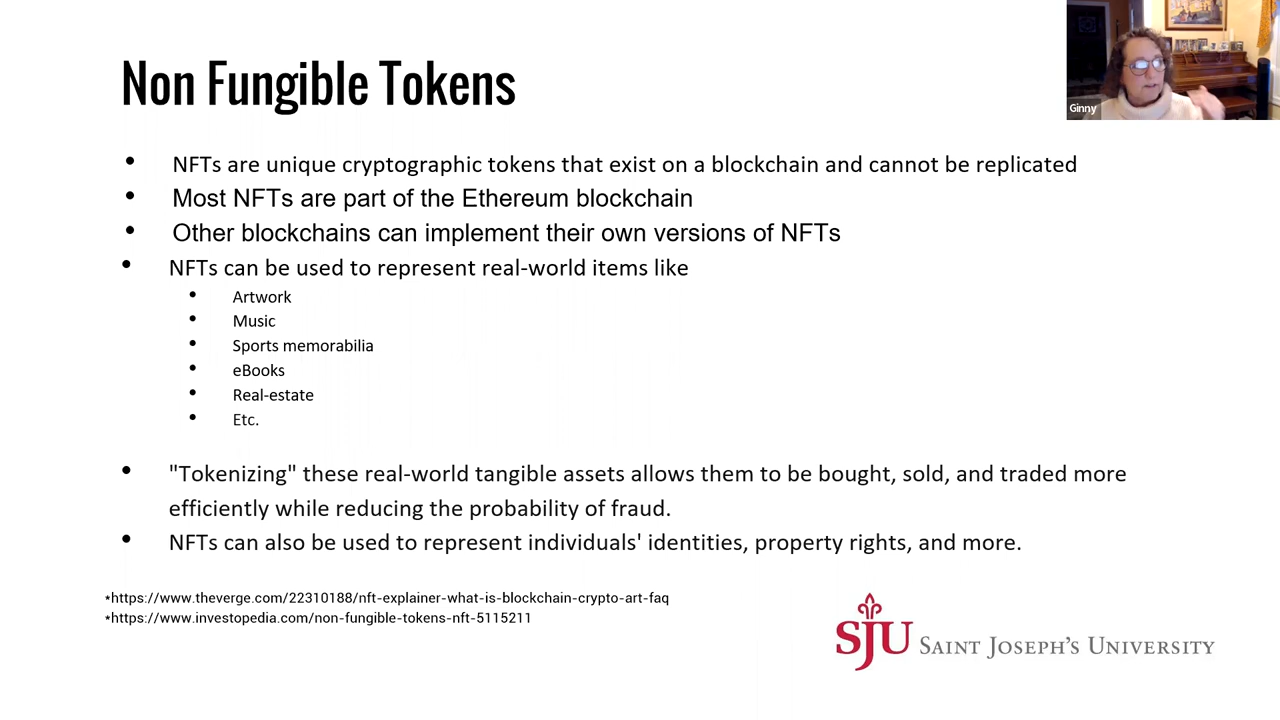 Non Fungible Tokens
Ginny
• NFTs are unique cryptographic tokens that exist on a blockchain and cannot be replicated
• Most NFTs are part of the Ethereum blockchain
• Other blockchains can implement their own versions of NFTs
• NFTs can be used to represent real-world items like
• Artwork
• Music
• Sports memorabilia
• eBooks
• Real-estate
• Etc.
• "Tokenizing" these real-world tangible assets allows them to be bought, sold, and traded more
efficiently while reducing the probability of fraud.
• NFTs can also be used to represent individuals' identities, property rights, and more.
*https://www.theverge.com/22310188/nft-explainer-what-is-blockchain-crypto-art-faq
*https://www.investopedia.com/non-fungible-tokens-nft-5115211
SJU SAINT JOSEPH'S UNIVERSITY